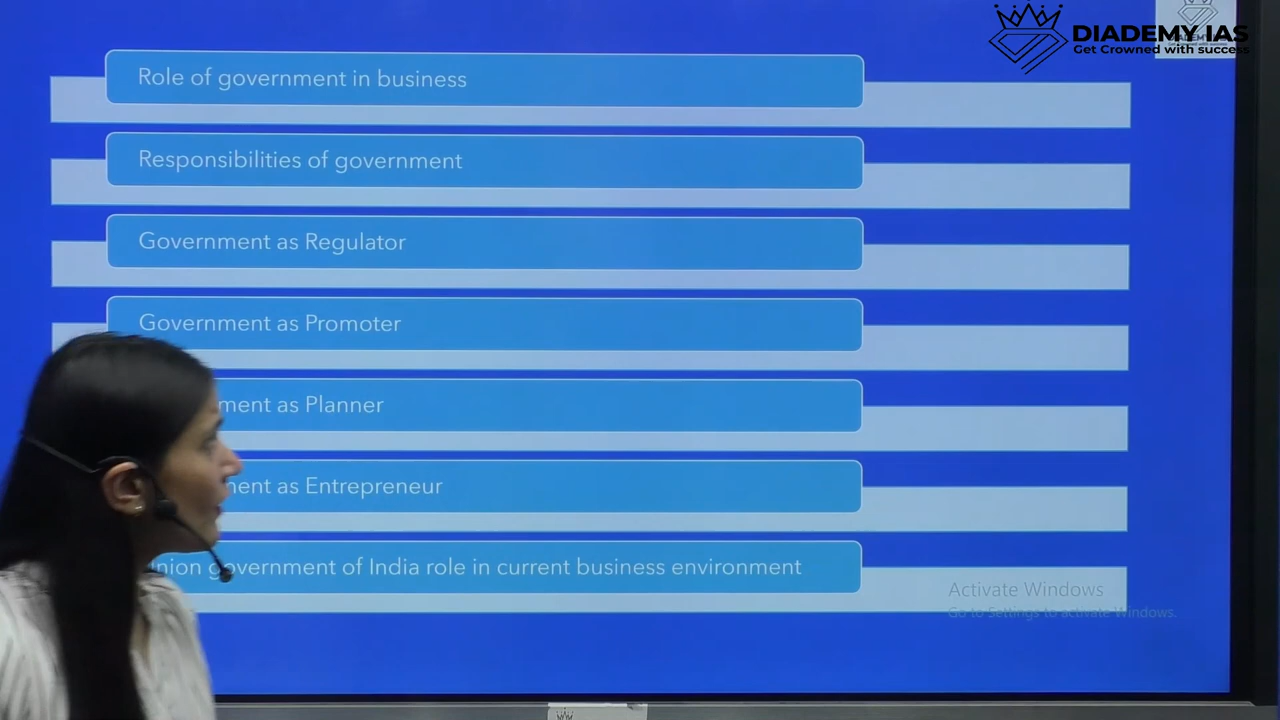 DIADEMY IAS
Get Crowned with success
Role of government in business
Responsibilities of government
Government as Regulator
Government as Promoter
ment as Planner
ment as Entrepreneur
nion government of India role in current business environment
Activate Windows
Go to Settings to activate Windows.